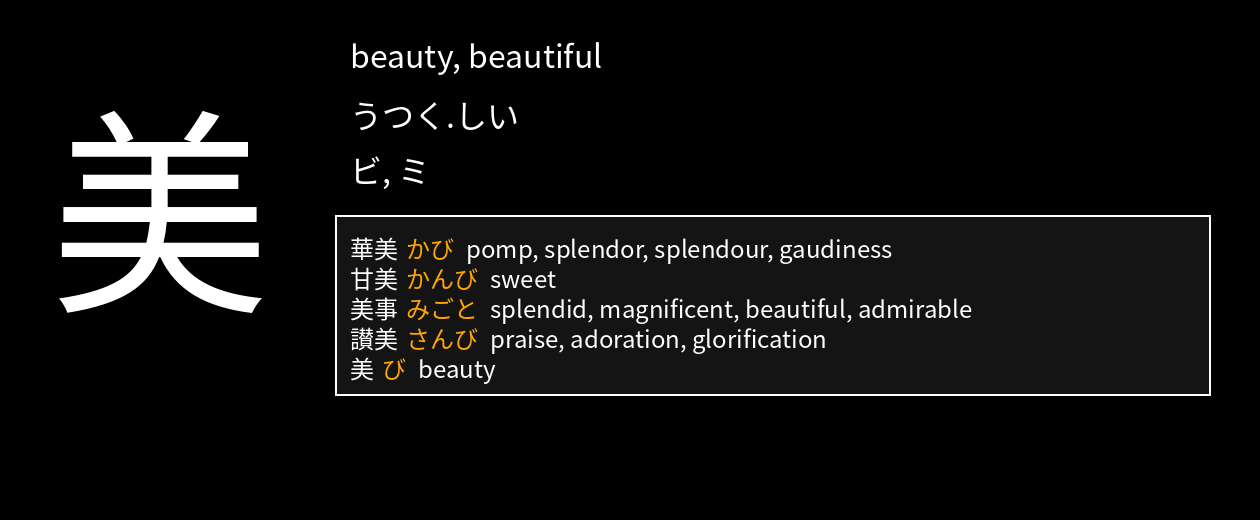 美
beauty, beautiful
うつく.しい
ビ, ミ
華美 かび pomp, splendor, splendour, gaudiness
甘美 かんび sweet
美事 みごと splendid, magnificent, beautiful, admirable
讃美 さんび praise, adoration, glorification
美 び beauty